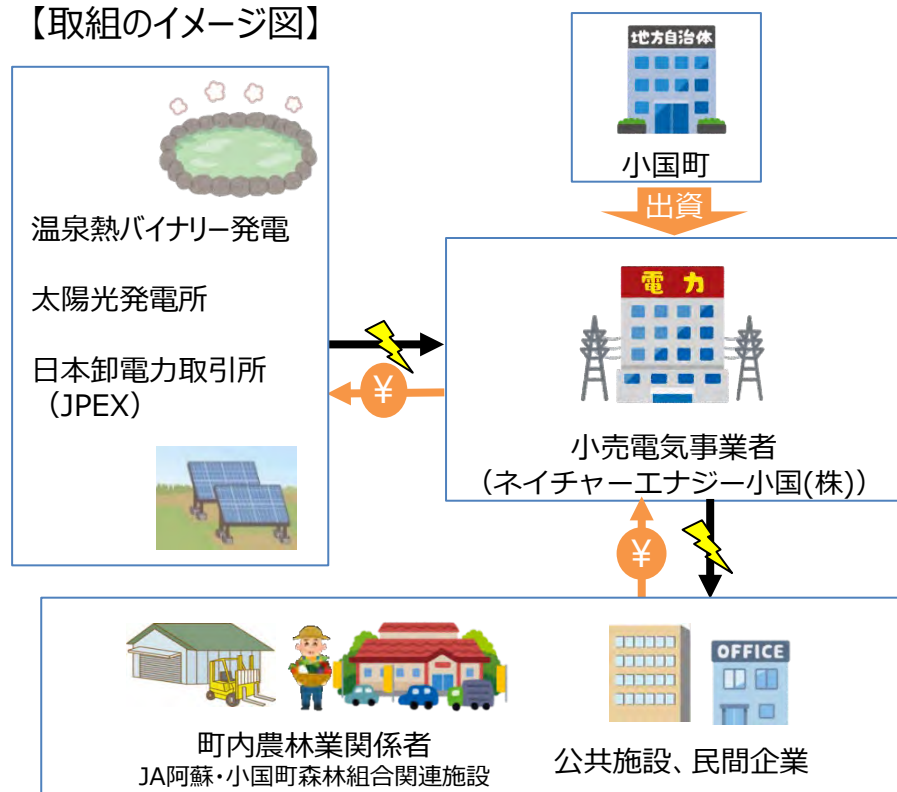 【取組のイメージ図】
地方自治体
小国町
出資
温泉熱バイナリー発電
太陽光発電所
日本卸電力取引所
（JPEX）
¥
電力
小売電気事業者
（ネイチャーエナジー小国(株)）
¥
OFFICE
町内農林業関係者
JA阿蘇・小国町森林組合関連施設
公共施設、民間企業